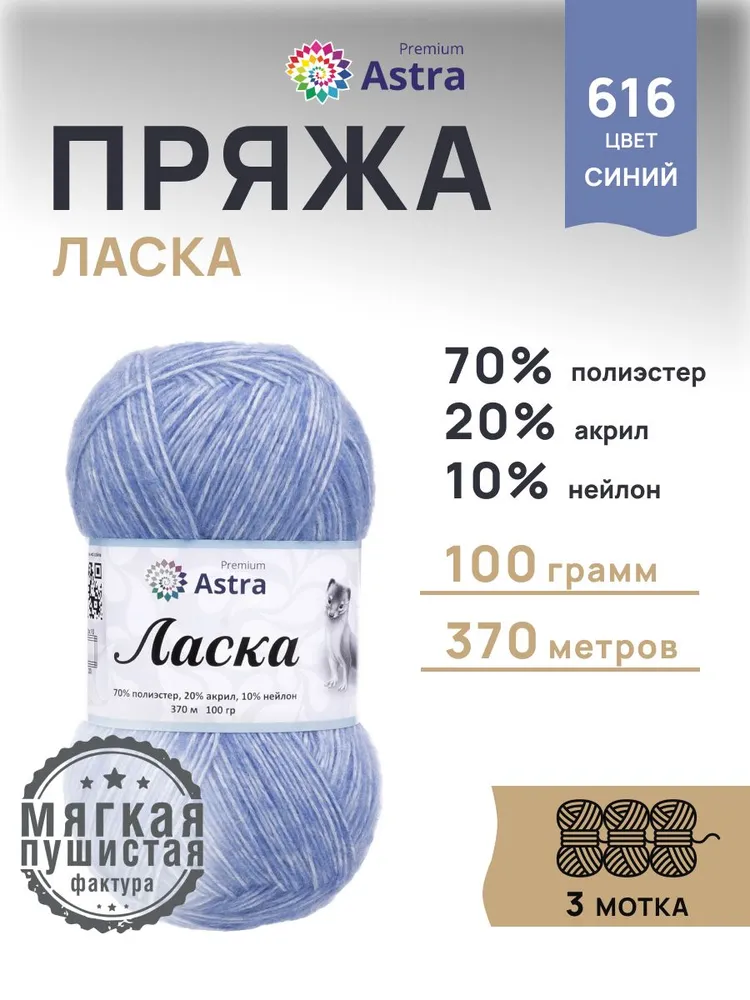 Premium
Astra
616
ЦВЕТ
СИНИЙ
ПРЯЖА
ЛАСКА
70% полиэстер
20% акрил
10% нейлон
100 грамм
370 метров
Premium
Astra
Ласка
70% полиэстер, 20% акрил, 10% нейлон
370 м 100 гр
МЯГКАЯ
ПУШИСТАЯ
фактура
3 МОТКА